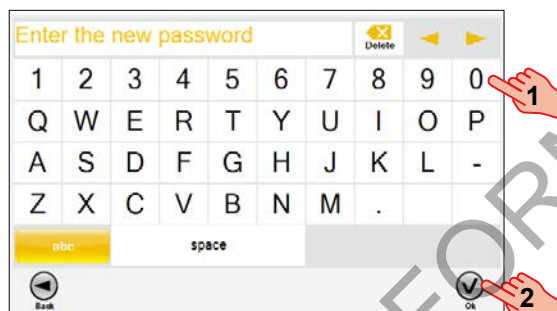 Enter the new password Delete
1 2 3 4 5 6 7 8 9 0
1
Q W E R T Y U I O P
A S D F G H J K L -
Z X C V B N M .
abc space
Back Ok
2
FORM